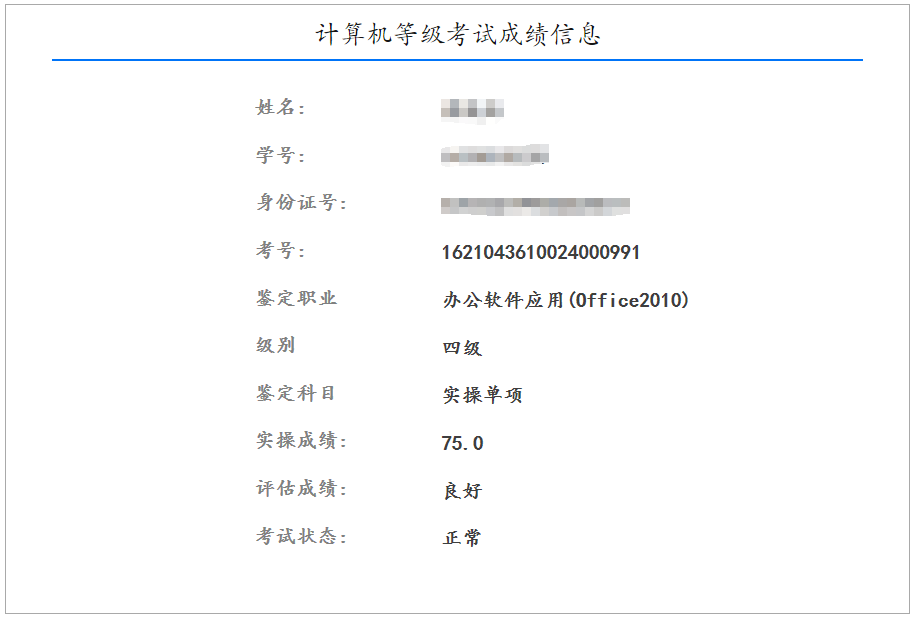 计算机等级考试成绩信息
姓名:
学号:
身份证号:
考号: 1621043610024000991
鉴定职业 办公软件应用(Office2010)
级别 四级
鉴定科目 实操单项
实操成绩: 75.0
评估成绩: 良好
考试状态: 正常